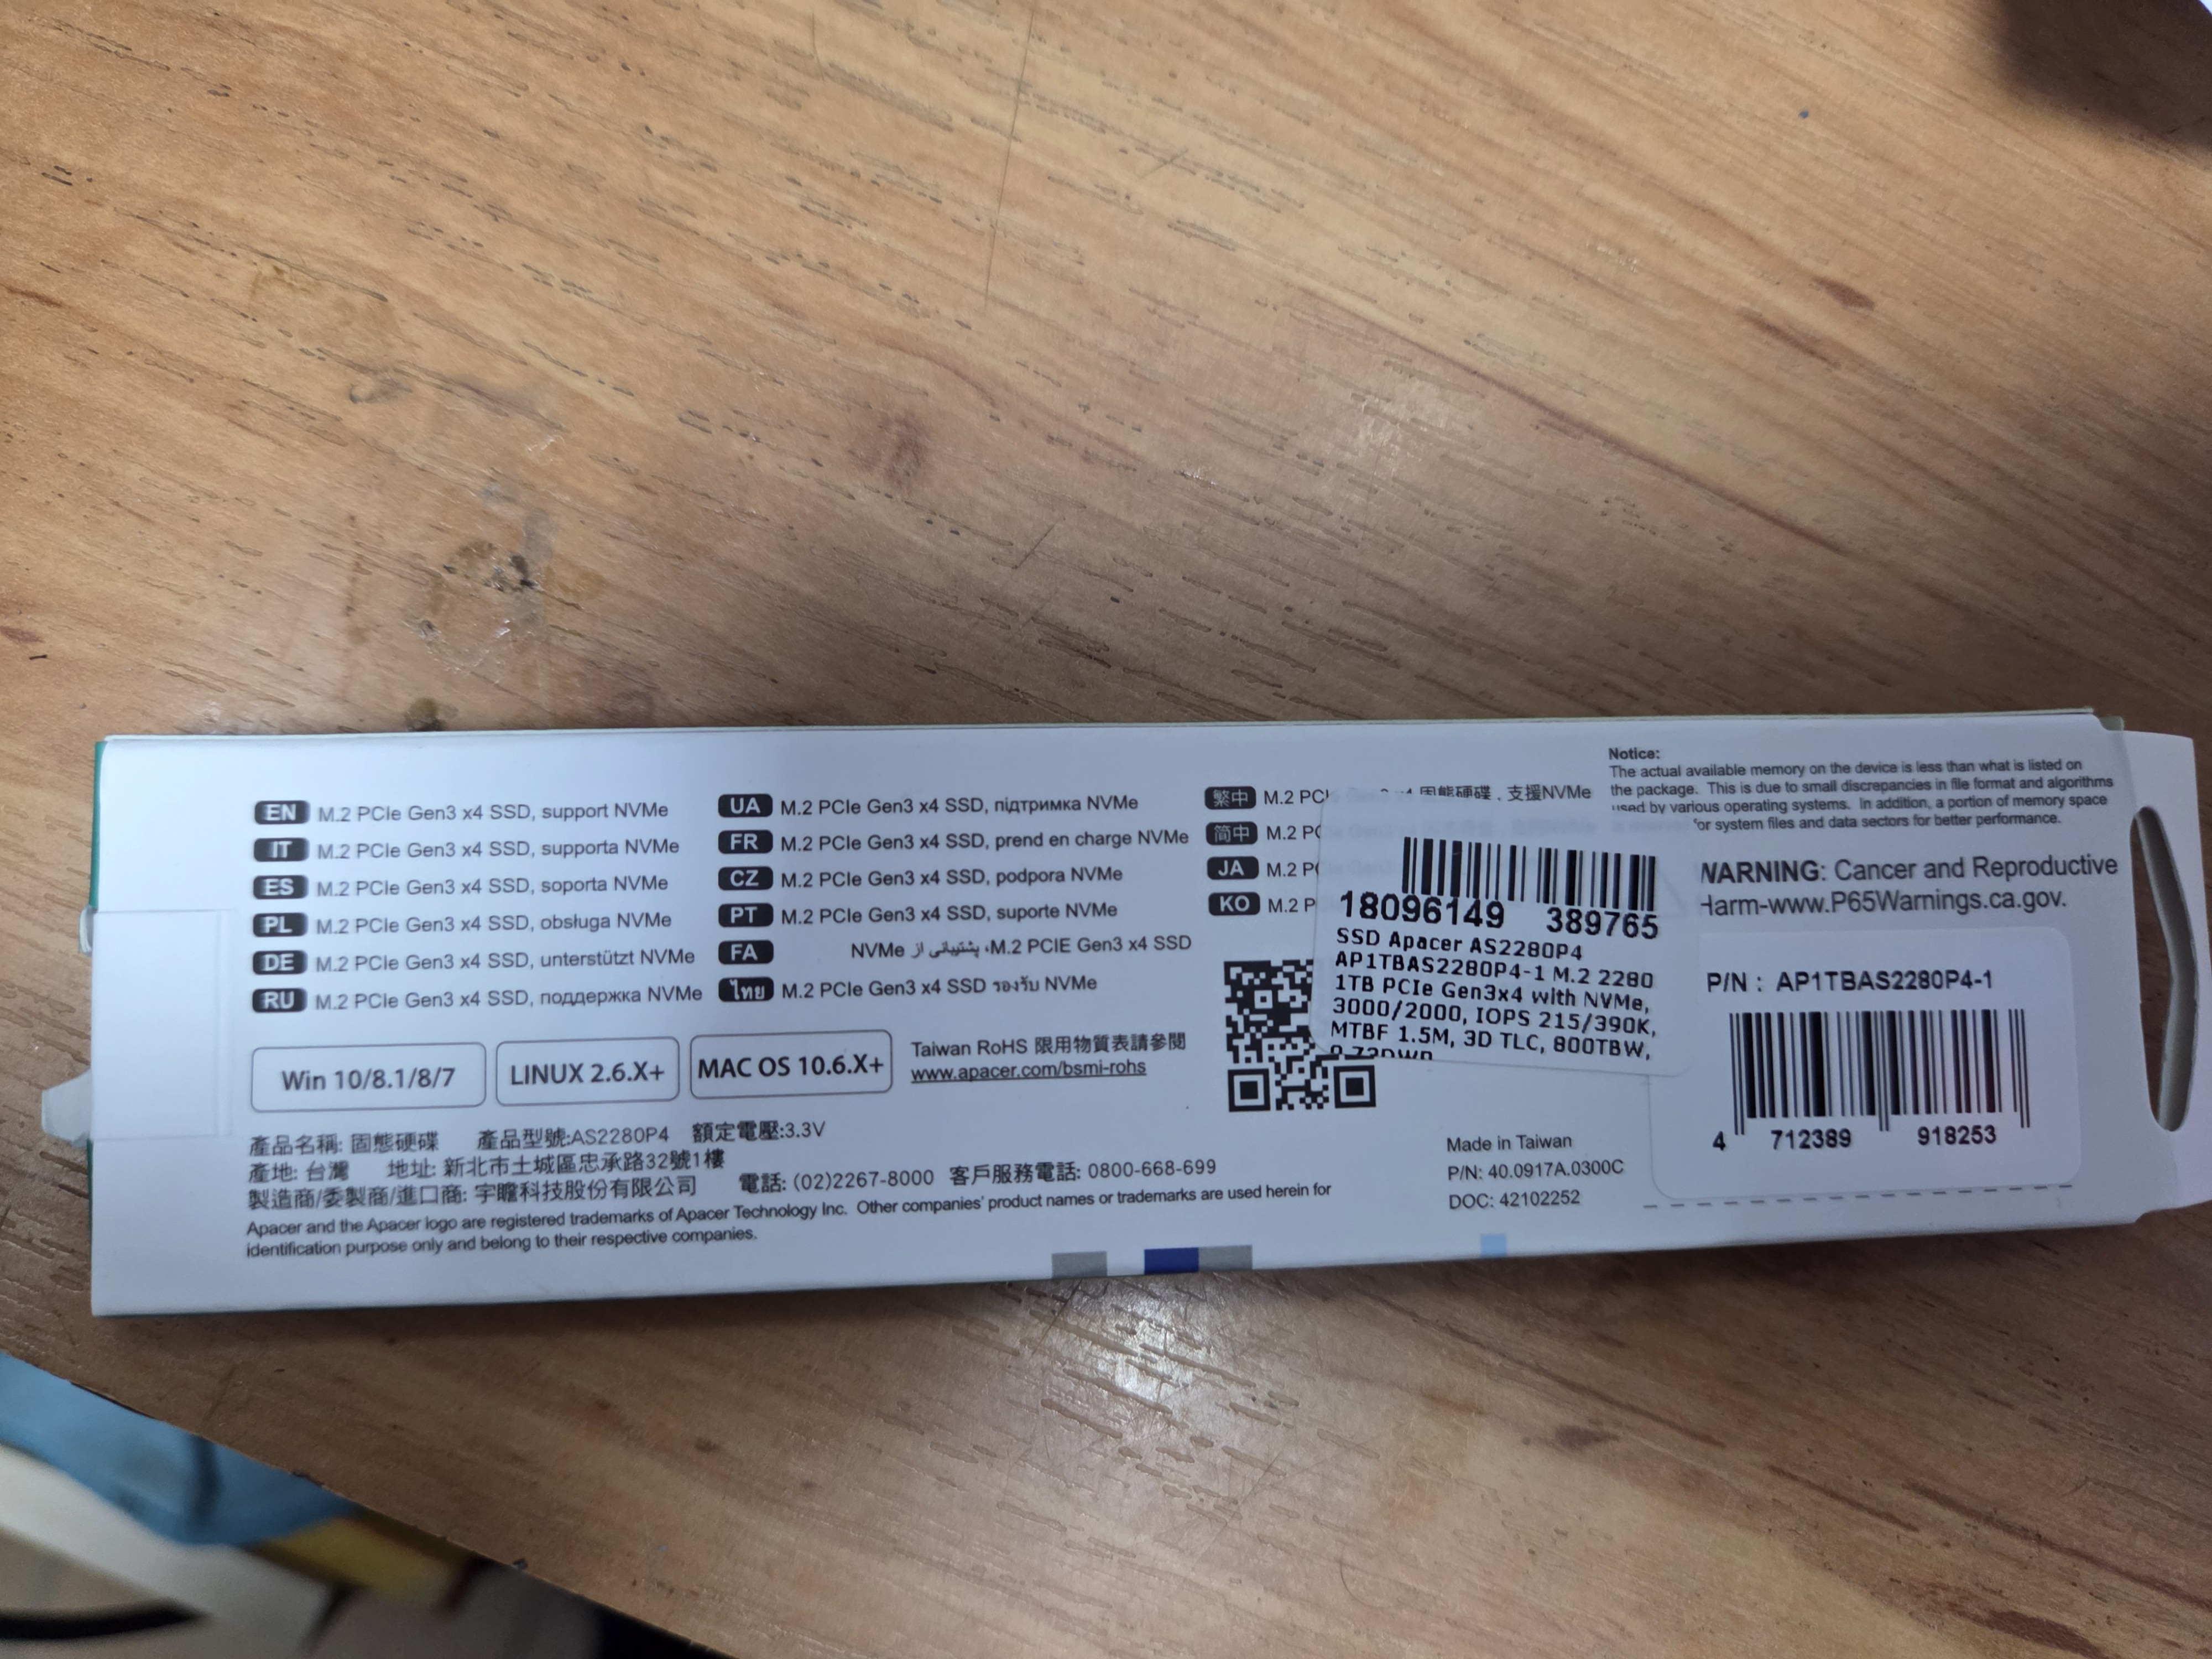 EN M.2 PCIe Gen3 x4 SSD, support NVMe
IT M.2 PCIe Gen3 x4 SSD, supporta NVMe
ES M.2 PCIe Gen3 x4 SSD, soporta NVMe
PL M.2 PCIe Gen3 x4 SSD, obsługa NVMe
DE M.2 PCIe Gen3 x4 SSD, unterstützt NVMe
RU M.2 PCIe Gen3 x4 SSD, поддержка NVMe
UA M.2 PCIe Gen3 x4 SSD, підтримка NVMe
FR M.2 PCIe Gen3 x4 SSD, prend en charge NVMe
CZ M.2 PCIe Gen3 x4 SSD, podpora NVMe
PT M.2 PCIe Gen3 x4 SSD, suporte NVMe
FA M.2 PCIE Gen3 x4 SSD، پشتیبانی از NVMe
ไทย M.2 PCIe Gen3 x4 SSD รองรับ NVMe
繁中 M.2 PCI 固態硬碟，支援NVMe
简中 M.2 PC
JA M.2 P
KO M.2 P
Win 10/8.1/8/7
LINUX 2.6.X+
MAC OS 10.6.X+
Taiwan RoHS 限用物質表請參閱
www.apacer.com/bsmi-rohs
產品名稱: 固態硬碟 產品型號:AS2280P4 額定電壓:3.3V
產地: 台灣 地址: 新北市土城區忠承路32號1樓
製造商/委製商/進口商: 宇瞻科技股份有限公司 電話: (02)2267-8000 客戶服務電話: 0800-668-699
Apacer and the Apacer logo are registered trademarks of Apacer Technology Inc. Other companies' product names or trademarks are used herein for
identification purpose only and belong to their respective companies.
18096149 389765
SSD Apacer AS2280P4
AP1TBAS2280P4-1 M.2 2280
1TB PCIe Gen3x4 with NVMe,
3000/2000, IOPS 215/390K,
MTBF 1.5M, 3D TLC, 800TBW,
Made in Taiwan
P/N: 40.0917A.0300C
DOC: 42102252
Notice:
The actual available memory on the device is less than what is listed on
the package. This is due to small discrepancies in file format and algorithms
used by various operating systems. In addition, a portion of memory space
for system files and data sectors for better performance.
WARNING: Cancer and Reproductive
Harm-www.P65Warnings.ca.gov.
P/N : AP1TBAS2280P4-1
4 712389 918253